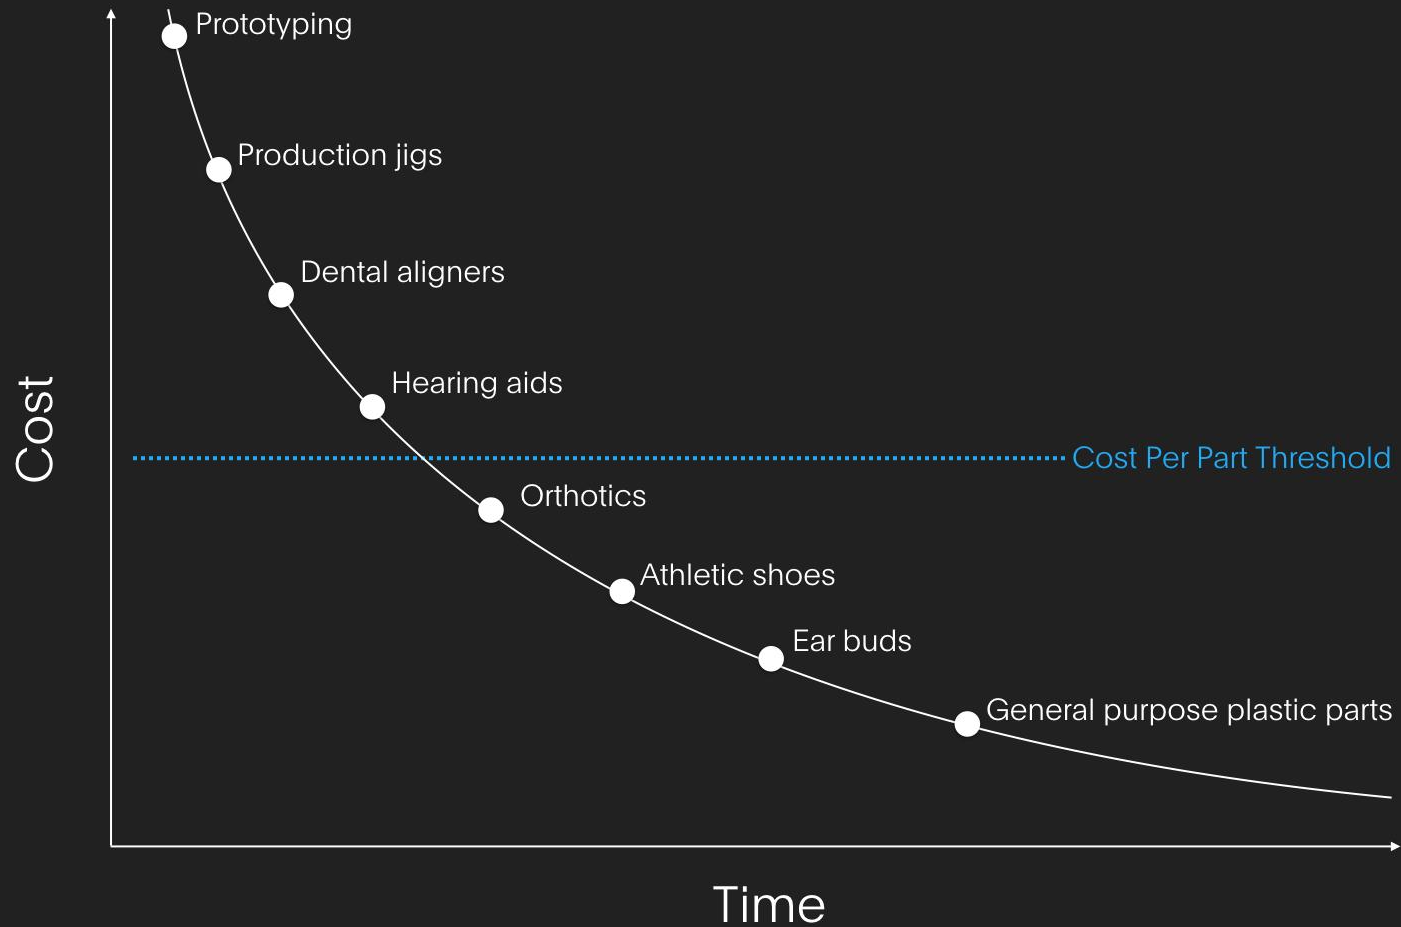 Prototyping
Production jigs
Dental aligners
Hearing aids
Cost
Cost Per Part Threshold
Orthotics
Athletic shoes
Ear buds
General purpose plastic parts
Time